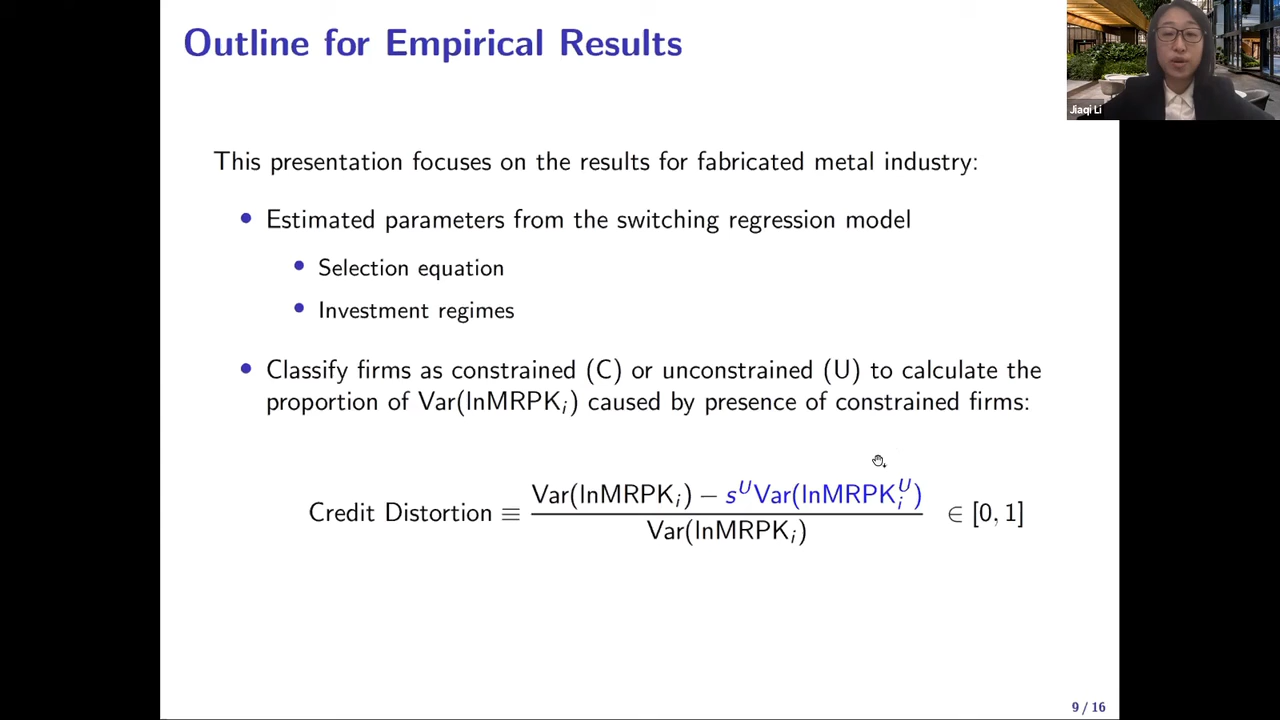 Outline for Empirical Results
Jiaqi Li
This presentation focuses on the results for fabricated metal industry:
• Estimated parameters from the switching regression model
• Selection equation
• Investment regimes
• Classify firms as constrained (C) or unconstrained (U) to calculate the
proportion of Var(lnMRPKᵢ) caused by presence of constrained firms:
Credit Distortion ≡ \frac{Var(lnMRPK_i) − s^U Var(lnMRPK_i^U)}{Var(lnMRPK_i)} ∈ [0, 1]
9 / 16